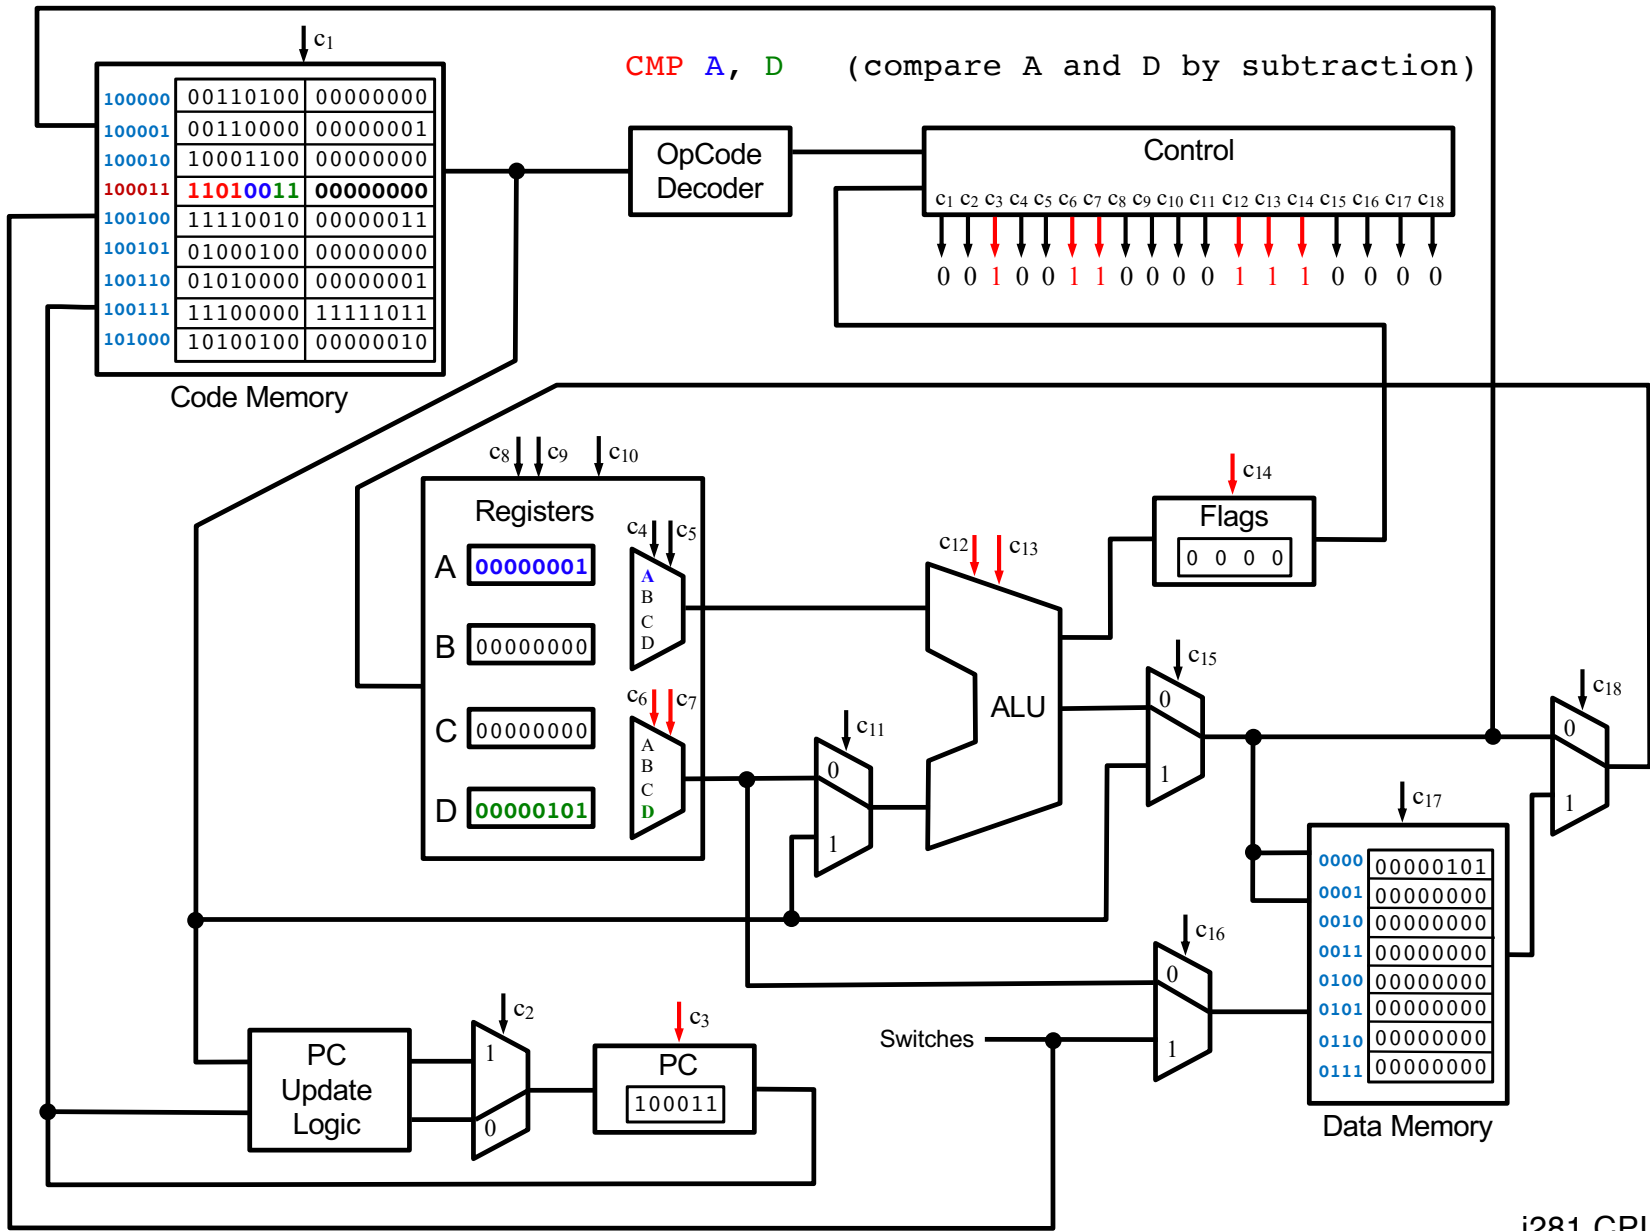 c1
CMP A, D (compare A and D by subtraction)
100000 00110100 00000000
100001 00110000 00000001
100010 10001100 00000000
100011 11010011 00000000
100100 11110010 00000011
100101 01000100 00000000
100110 01010000 00000001
100111 11100000 11111011
101000 10100100 00000010
Code Memory
OpCode
Decoder
Control
c1 c2 c3 c4 c5 c6 c7 c8 c9 c10 c11 c12 c13 c14 c15 c16 c17 c18
0 0 1 0 0 1 1 0 0 0 0 1 1 1 0 0 0 0
c8 c9 c10
Registers
A 00000001
B 00000000
C 00000000
D 00000101
c4 c5
A
B
C
D
c6 c7
A
B
C
D
c11
0
1
c12 c13
ALU
c14
Flags
0 0 0 0
c15
0
1
c18
0
1
c17
0000 00000101
0001 00000000
0010 00000000
0011 00000000
0100 00000000
0101 00000000
0110 00000000
0111 00000000
Data Memory
c16
0
1
Switches
PC
Update
Logic
c2
1
0
c3
PC
100011